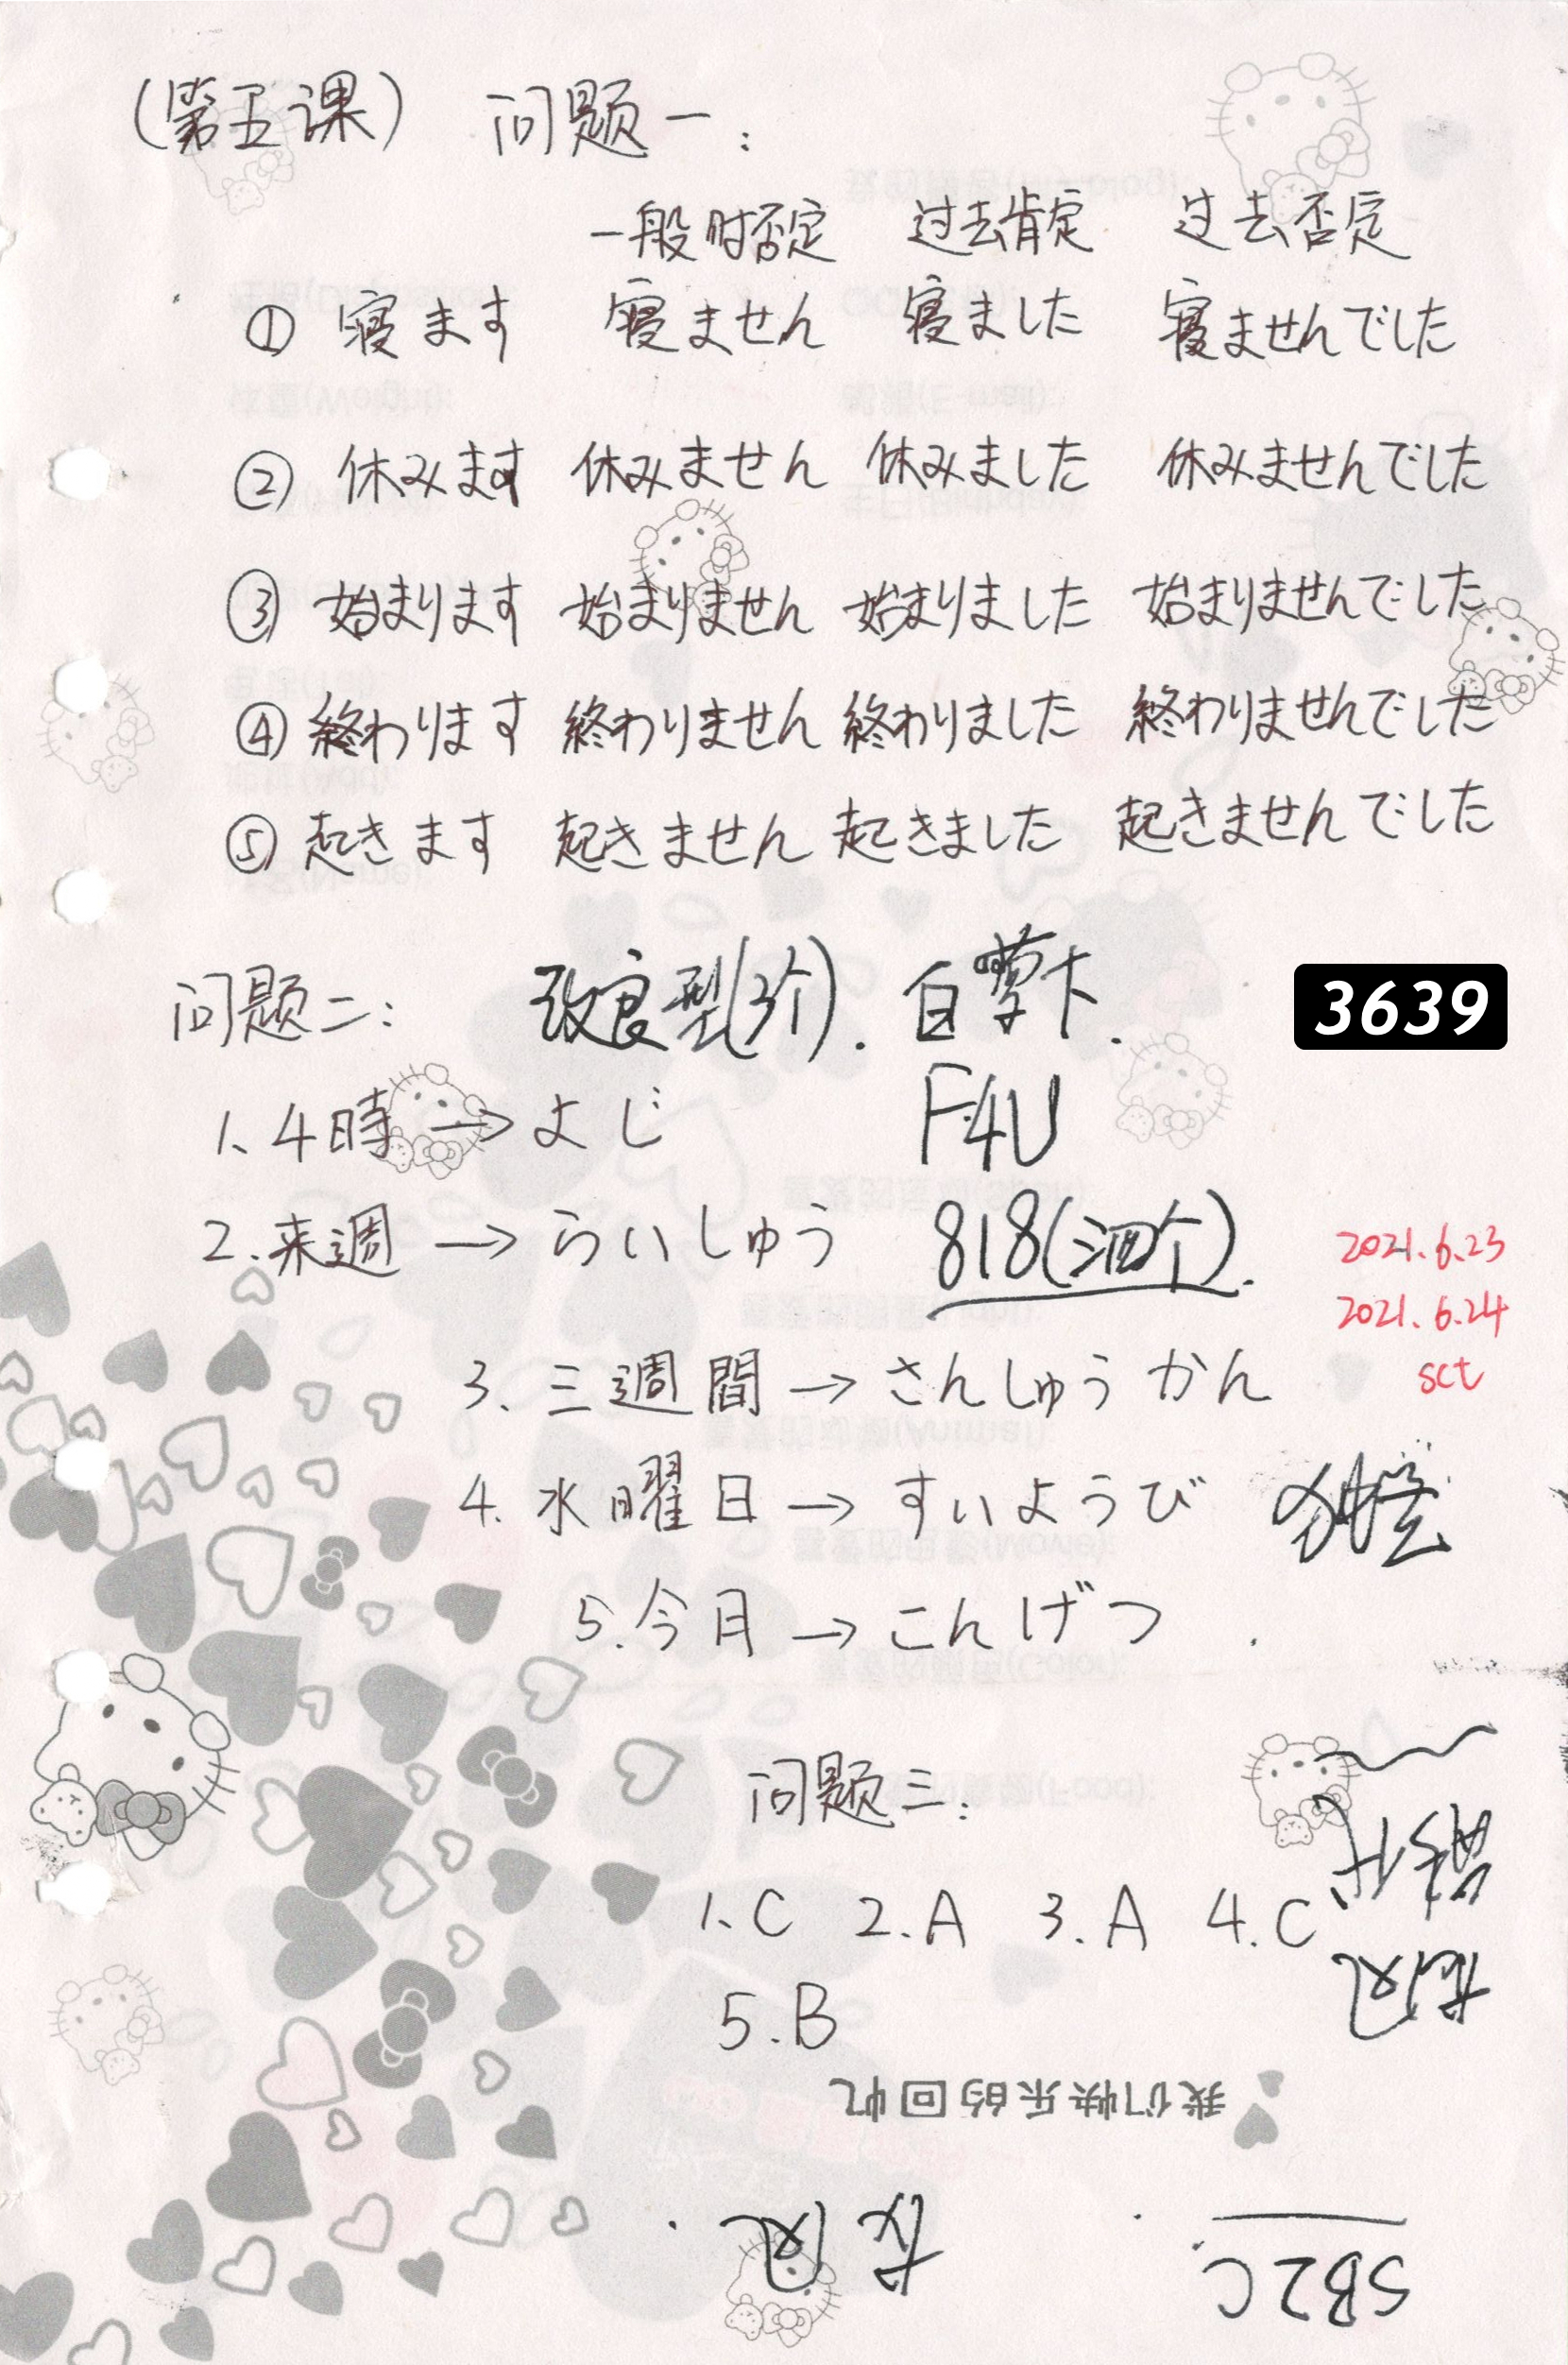 (第五课) 问题一:
一般时否定 过去肯定 过去否定
① 寝ます 寝ません 寝ました 寝ませんでした
② 休みます 休みません 休みました 休みませんでした
③ 始まります 始まりません 始まりました 始まりませんでした
④ 終わります 終わりません 終わりました 終わりませんでした
⑤ 起きます 起きません 起きました 起きませんでした
问题二: 改良型(3个). 白萝卜.
3639
1、4時 → よじ F4U
2.来週 → らいしゅう 818(泗个).
2021.6.23
2021.6.24
sct
3、三週間 → さんしゅうかん
4.水曜日 → すいようび
5.今月 → こんげつ
问题三:
1、C 2.A 3.A 4.C
5.B
我们快乐的回忆
SB2C